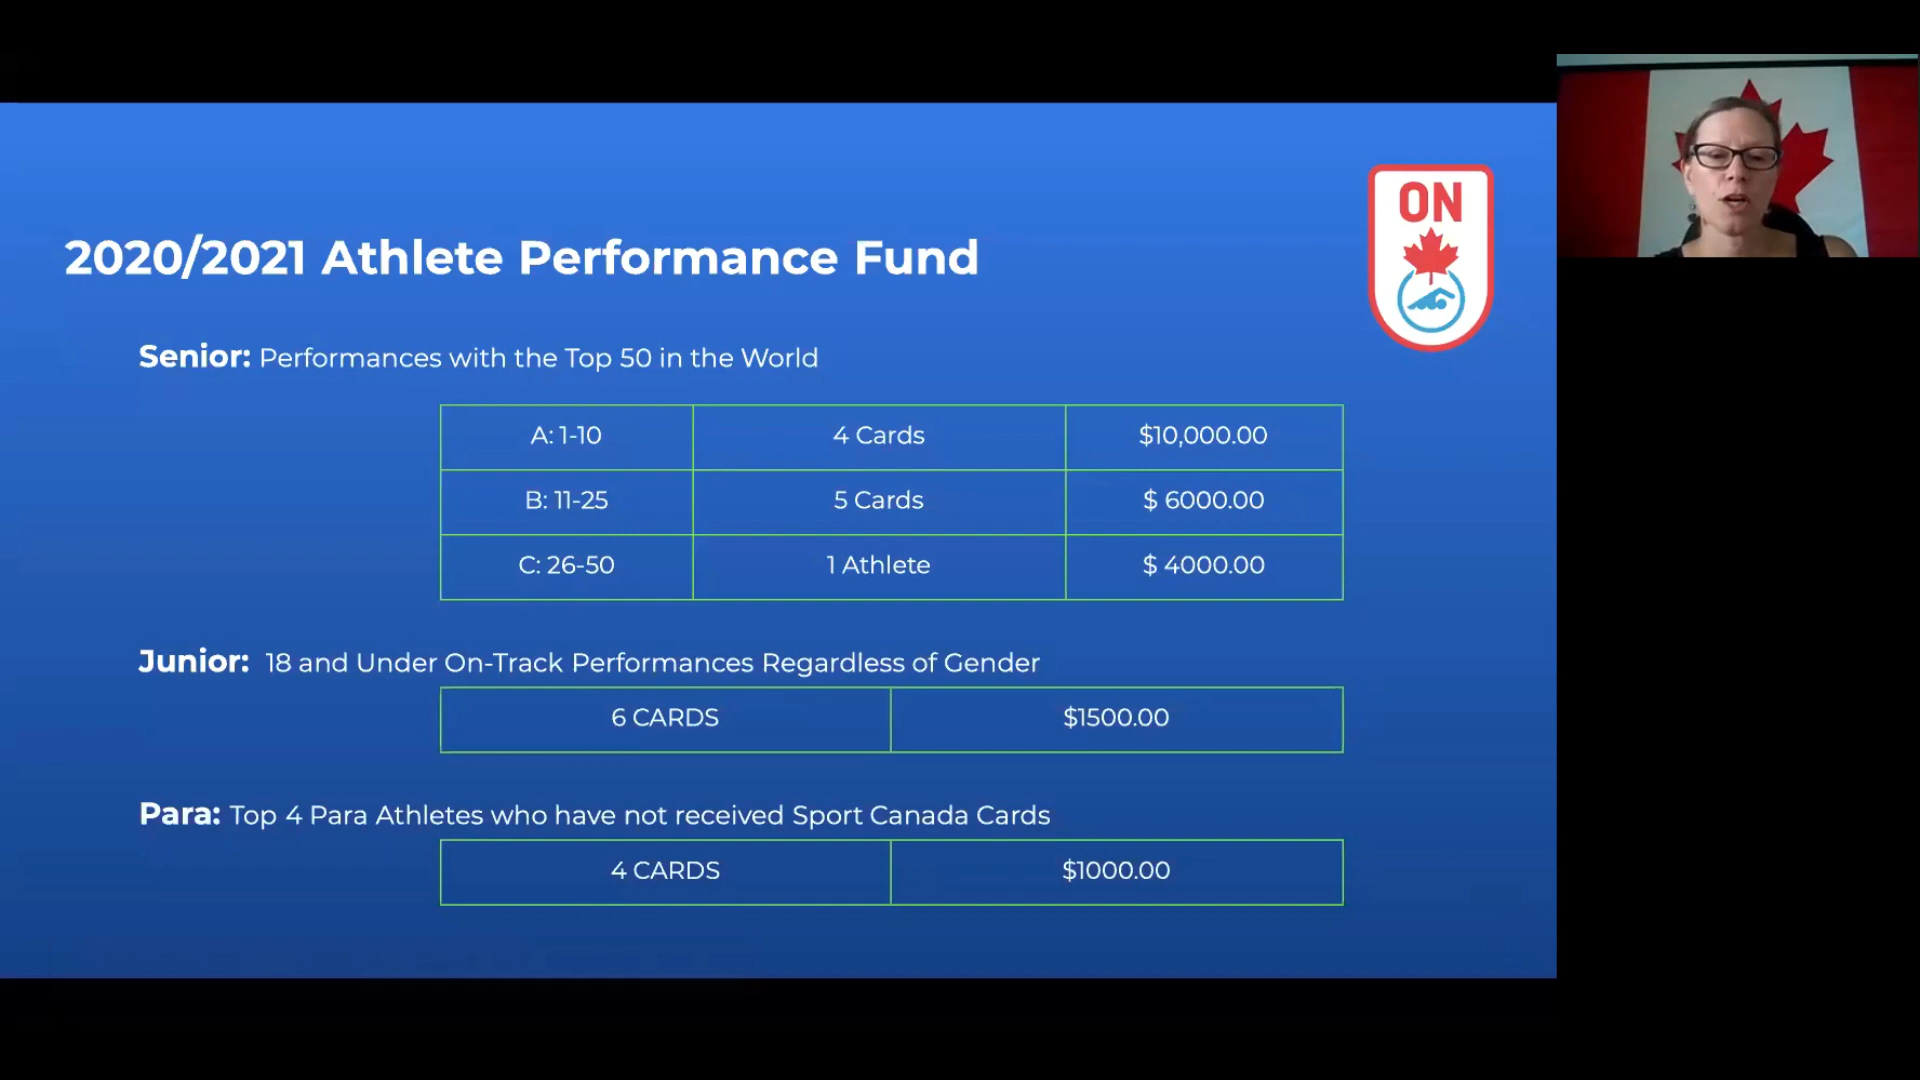 ON
2020/2021 Athlete Performance Fund
Senior: Performances with the Top 50 in the World
A: 1-10 4 Cards $10,000.00
B: 11-25 5 Cards $ 6000.00
C: 26-50 1 Athlete $ 4000.00
Junior: 18 and Under On-Track Performances Regardless of Gender
6 CARDS $1500.00
Para: Top 4 Para Athletes who have not received Sport Canada Cards
4 CARDS $1000.00